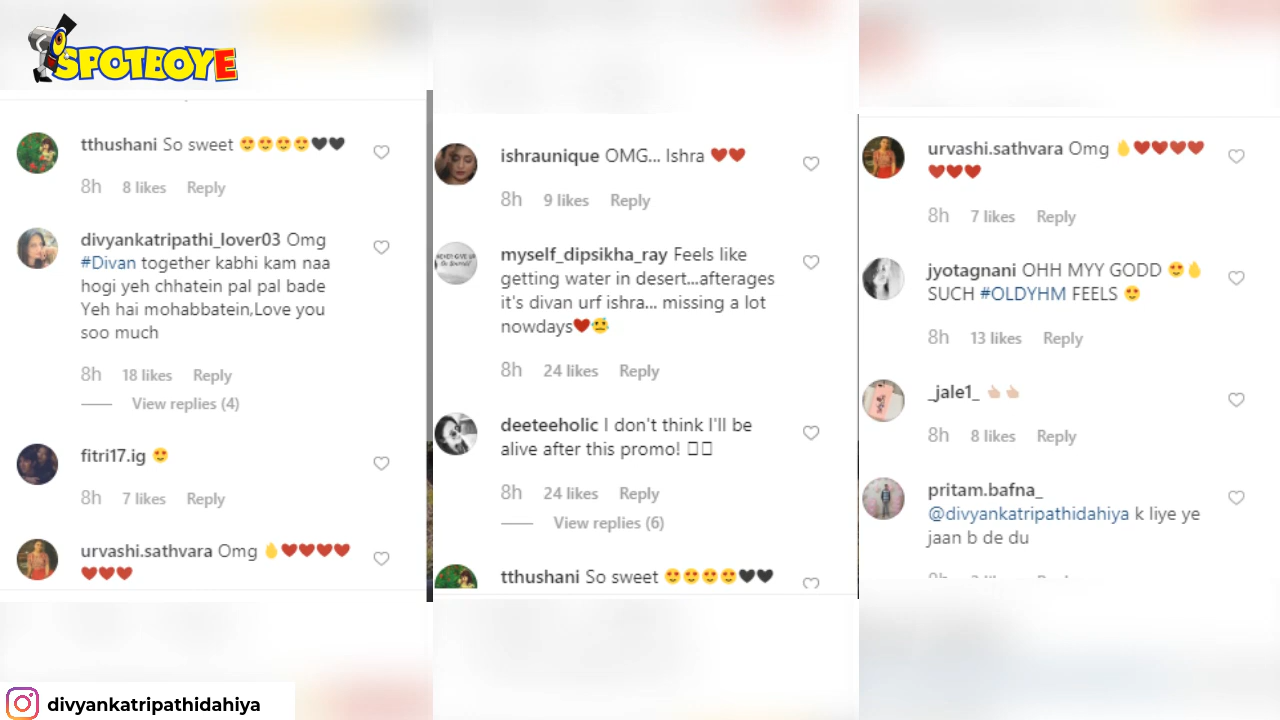 SPOTBOYE
tthushani So sweet 😍😍😍😍🖤🖤
8h 8 likes Reply
divyankatripathi_lover03 Omg
#Divan together kabhi kam naa
hogi yeh chhatein pal pal bade
Yeh hai mohabbatein,Love you
soo much
8h 18 likes Reply
View replies (4)
fitri17.ig 😍
8h 7 likes Reply
urvashi.sathvara Omg 🤚❤❤❤❤
❤❤❤
ishraunique OMG... Ishra ❤❤
8h 9 likes Reply
NEVER GIVE UP
myself_dipsikha_ray Feels like
getting water in desert...afterages
it's divan urf ishra... missing a lot
nowdays❤😓
8h 24 likes Reply
deeteeholic I don't think I'll be
alive after this promo! 
8h 24 likes Reply
View replies (6)
tthushani So sweet 😍😍😍😍🖤🖤
urvashi.sathvara Omg 🤚❤❤❤❤
❤❤❤
8h 7 likes Reply
jyotagnani OHH MYY GODD 😍👌
SUCH #OLDYHM FEELS 😍
8h 13 likes Reply
_jale1_ 👍🏻👍🏻
8h 8 likes Reply
pritam.bafna_
@divyankatripathidahiya k liye ye
jaan b de du
divyankatripathidahiya